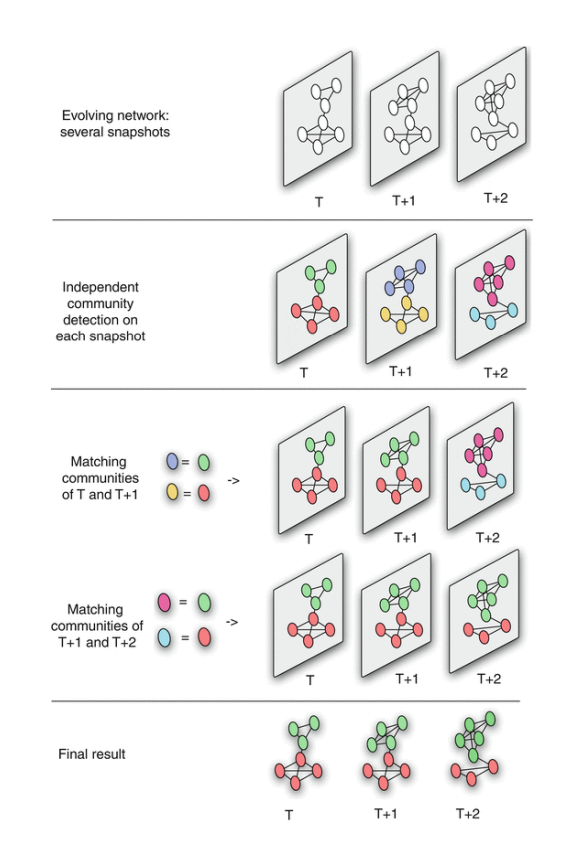 Evolving network:
several snapshots
T
T+1
T+2
Independent
community
detection on
each snapshot
T
T+1
T+2
Matching
communities
of T and T+1
=
=
->
T
T+1
T+2
Matching
communities of
T+1 and T+2
=
=
->
T
T+1
T+2
Final result
T
T+1
T+2